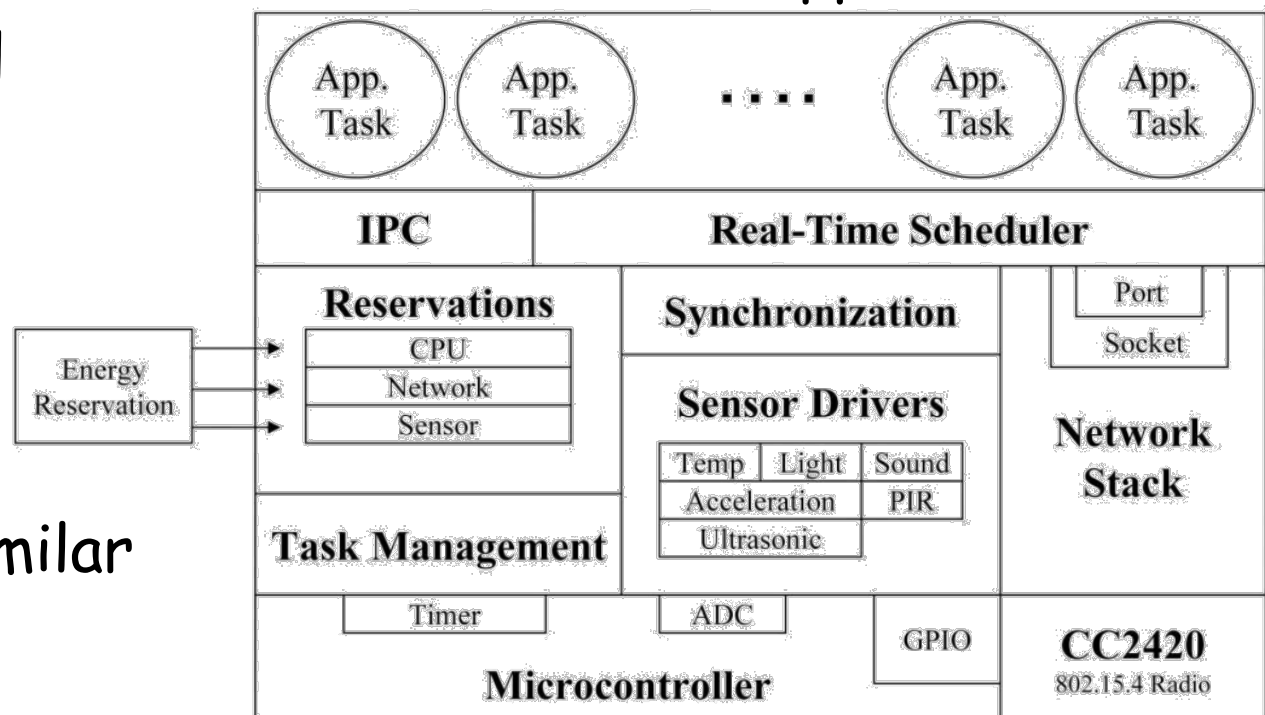 App. Task
App. Task
....
App. Task
App. Task
IPC
Real-Time Scheduler
Reservations
CPU
Network
Sensor
Energy
Reservation
Synchronization
Port
Socket
Sensor Drivers
Temp Light Sound
Acceleration PIR
Ultrasonic
Network
Stack
milar
Task Management
Timer
ADC
GPIO
Microcontroller
CC2420
802.15.4 Radio